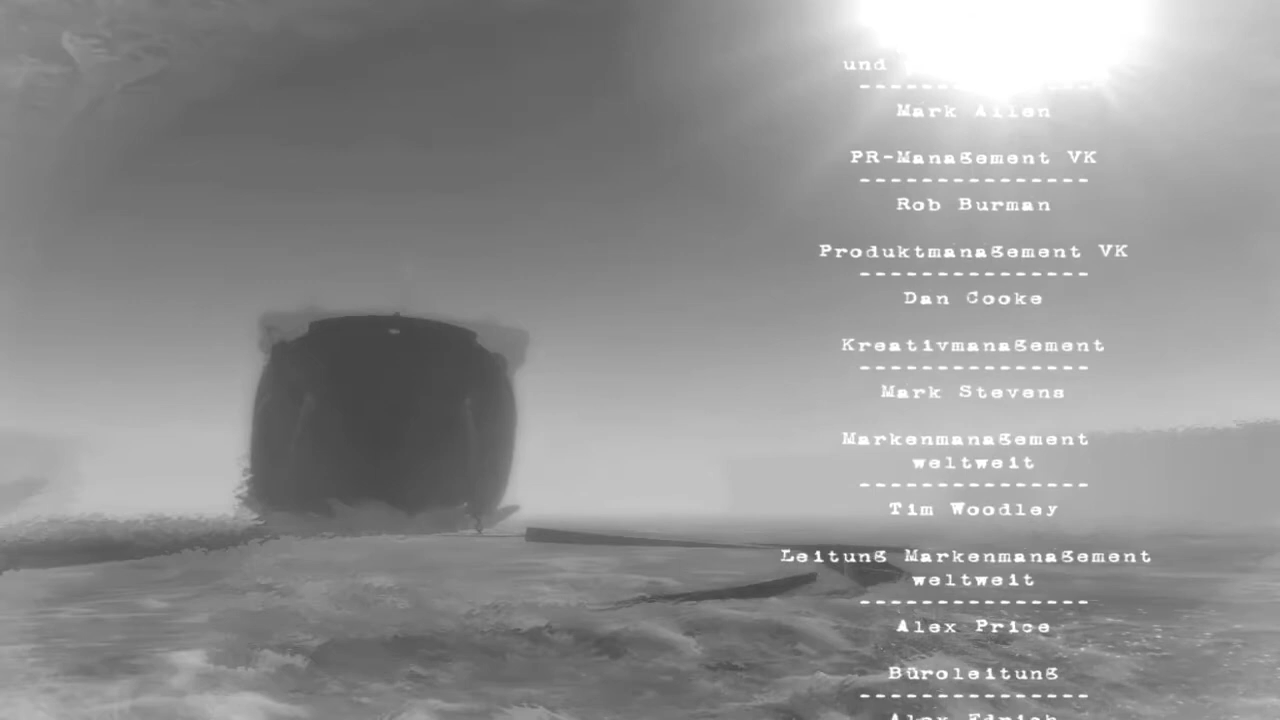 und
--------------
Mark Allen
PR-Management VK
---------------
Rob Burman
Produktmanagement VK
---------------
Dan Cooke
Kreativmanagement
---------------
Mark Stevens
Markenmanagement
weltweit
---------------
Tim Woodley
Leitung Markenmanagement
weltweit
---------------
Alex Price
Büroleitung
---------------